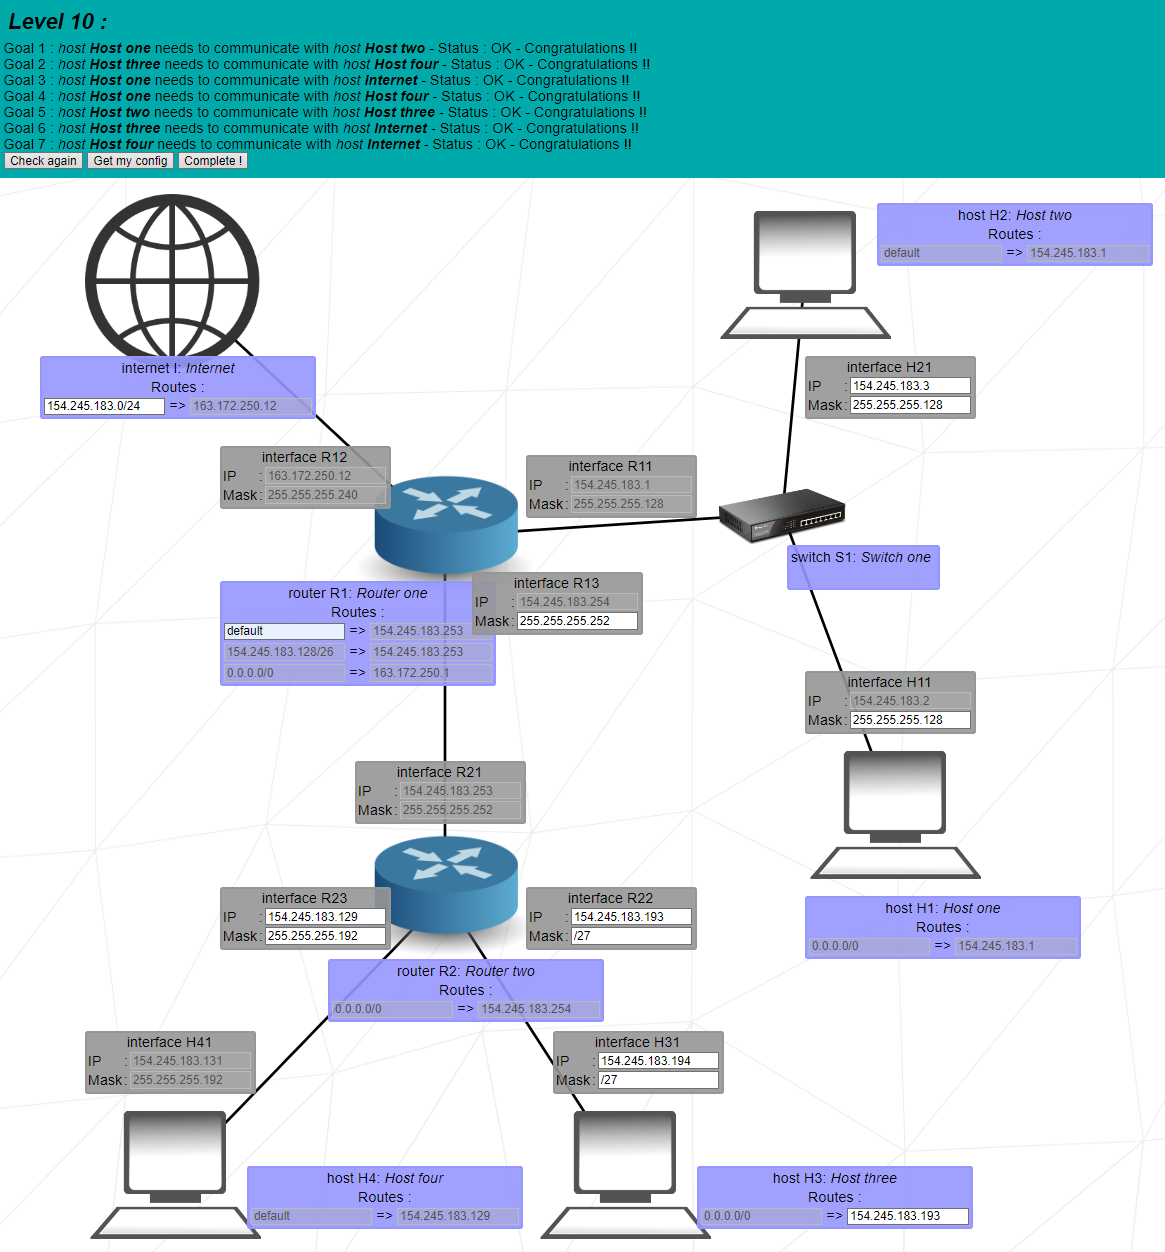 Level 10 :
Goal 1 : host Host one needs to communicate with host Host two - Status : OK - Congratulations !!
Goal 2 : host Host three needs to communicate with host Host four - Status : OK - Congratulations !!
Goal 3 : host Host one needs to communicate with host Internet - Status : OK - Congratulations !!
Goal 4 : host Host one needs to communicate with host Host four - Status : OK - Congratulations !!
Goal 5 : host Host two needs to communicate with host Host three - Status : OK - Congratulations !!
Goal 6 : host Host three needs to communicate with host Internet - Status : OK - Congratulations !!
Goal 7 : host Host four needs to communicate with host Internet - Status : OK - Congratulations !!
Check again Get my config Complete !
host H2: Host two
Routes :
default => 154.245.183.1
internet I: Internet
Routes :
154.245.183.0/24 => 163.172.250.12
interface H21
IP : 154.245.183.3
Mask : 255.255.255.128
interface R12
IP : 163.172.250.12
Mask : 255.255.255.240
interface R11
IP : 154.245.183.1
Mask : 255.255.255.128
switch S1: Switch one
interface R13
IP : 154.245.183.254
Mask : 255.255.255.252
router R1: Router one
Routes :
default => 154.245.183.253
154.245.183.128/26 => 154.245.183.253
0.0.0.0/0 => 163.172.250.1
interface H11
IP : 154.245.183.2
Mask : 255.255.255.128
interface R21
IP : 154.245.183.253
Mask : 255.255.255.252
interface R23
IP : 154.245.183.129
Mask : 255.255.255.192
interface R22
IP : 154.245.183.193
Mask : /27
host H1: Host one
Routes :
0.0.0.0/0 => 154.245.183.1
router R2: Router two
Routes :
0.0.0.0/0 => 154.245.183.254
interface H41
IP : 154.245.183.131
Mask : 255.255.255.192
interface H31
IP : 154.245.183.194
Mask : /27
host H4: Host four
Routes :
default => 154.245.183.129
host H3: Host three
Routes :
0.0.0.0/0 => 154.245.183.193